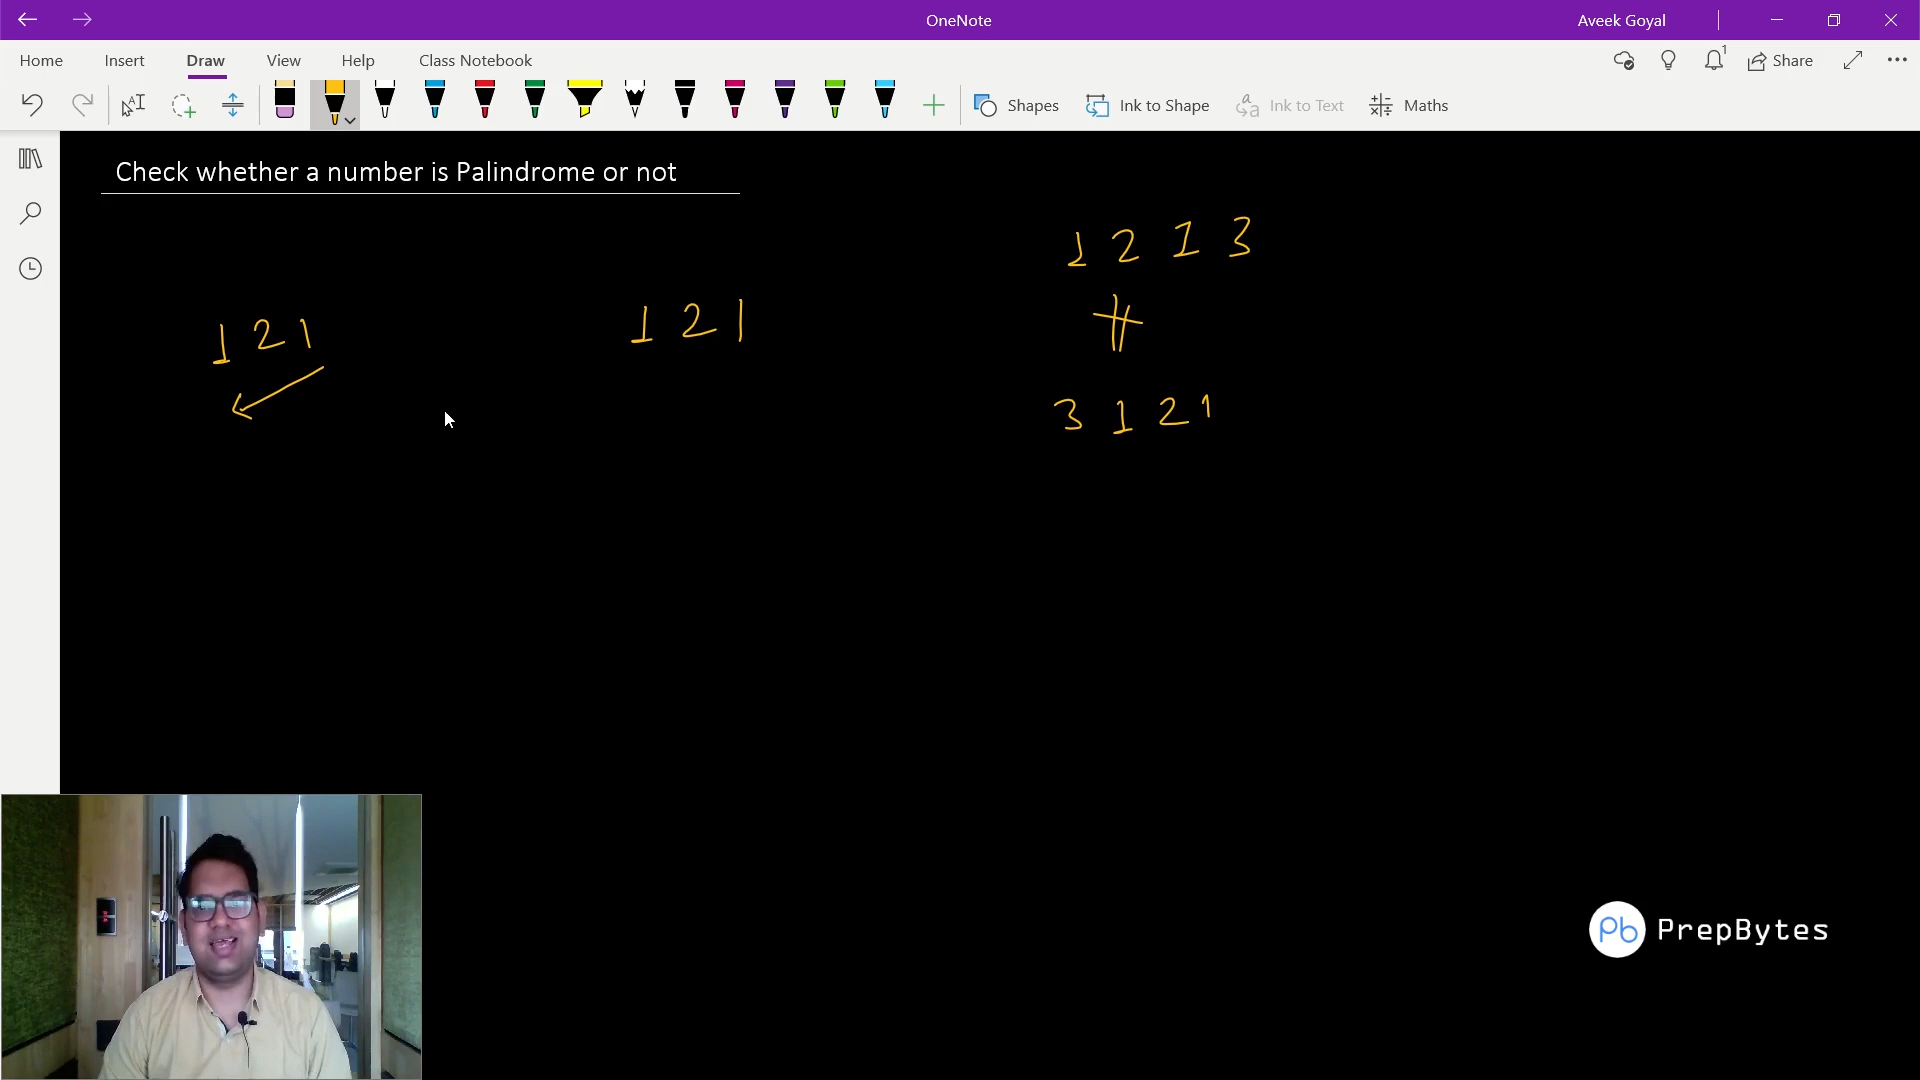 OneNote
Aveek Goyal
Home Insert Draw View Help Class Notebook
1
Share
Shapes
Ink to Shape
Ink to Text
Maths
Check whether a number is Palindrome or not
1 2 1 3
1 2 1
1 2 1
3 1 2 1
Pb PrepBytes